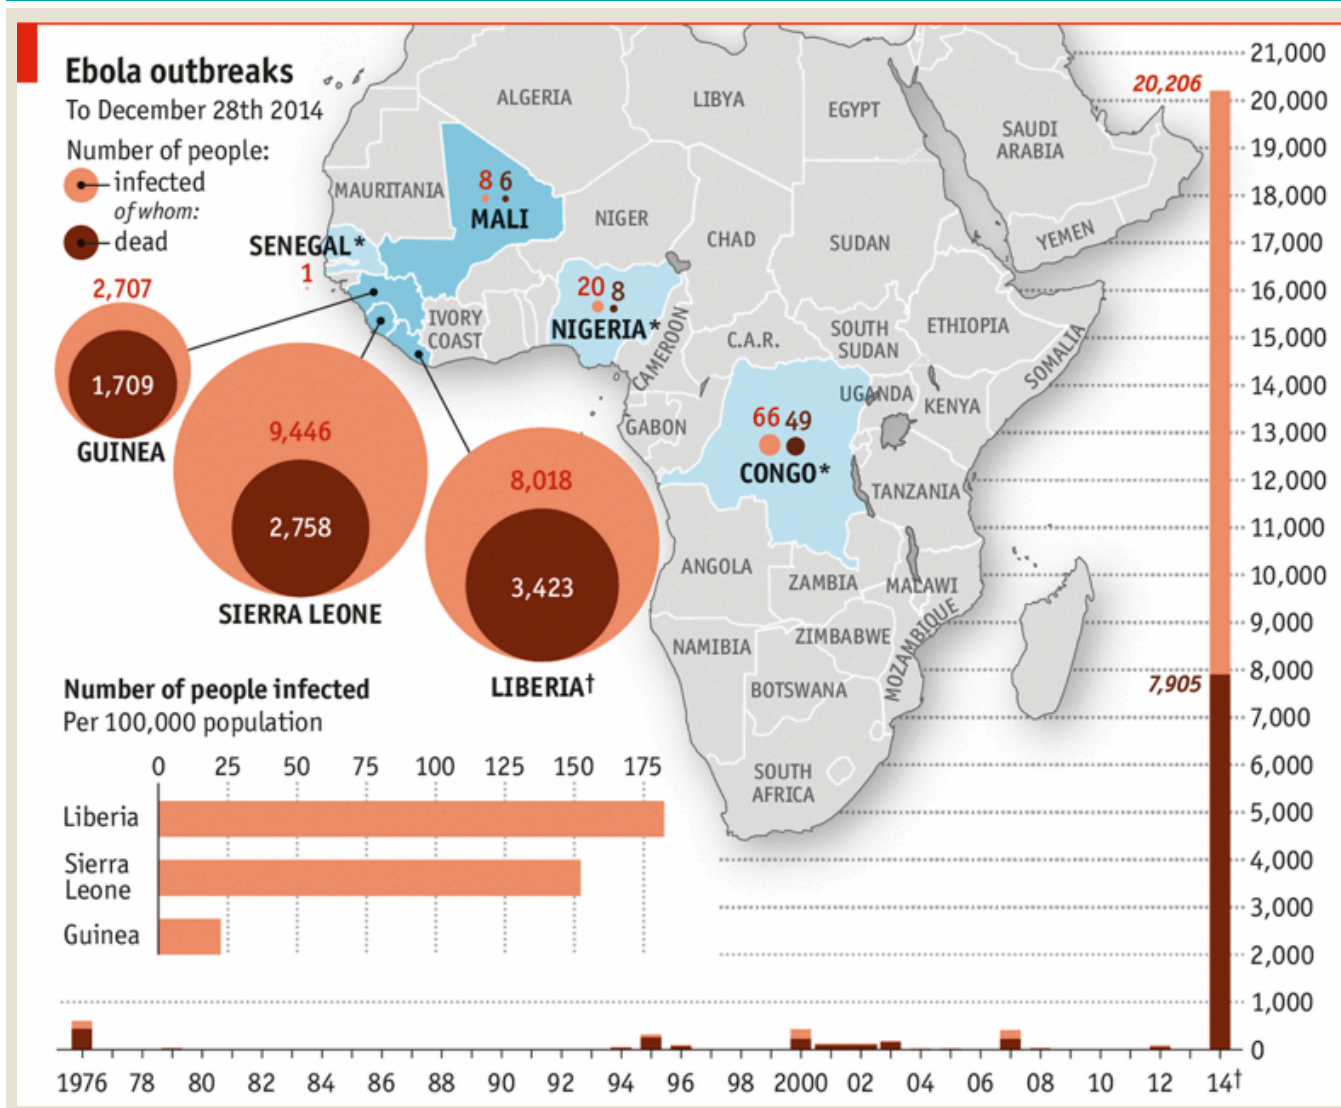 Ebola outbreaks
To December 28th 2014
Number of people:
infected
of whom:
dead
ALGERIA
LIBYA
EGYPT
SAUDI
ARABIA
MAURITANIA
8 6
MALI
NIGER
CHAD
SUDAN
YEMEN
SENEGAL*
1
20 8
NIGERIA*
IVORY
COAST
CAMEROON
C.A.R.
SOUTH
SUDAN
ETHIOPIA
SOMALIA
UGANDA
KENYA
GABON
66 49
CONGO*
TANZANIA
ANGOLA
ZAMBIA
MALAWI
MOZAMBIQUE
NAMIBIA
ZIMBABWE
BOTSWANA
SOUTH
AFRICA
2,707
1,709
GUINEA
9,446
2,758
SIERRA LEONE
8,018
3,423
LIBERIA†
Number of people infected
Per 100,000 population
0 25 50 75 100 125 150 175
Liberia
Sierra
Leone
Guinea
20,206
7,905
21,000
20,000
19,000
18,000
17,000
16,000
15,000
14,000
13,000
12,000
11,000
10,000
9,000
8,000
7,000
6,000
5,000
4,000
3,000
2,000
1,000
0
1976 78 80 82 84 86 88 90 92 94 96 98 2000 02 04 06 08 10 12 14†